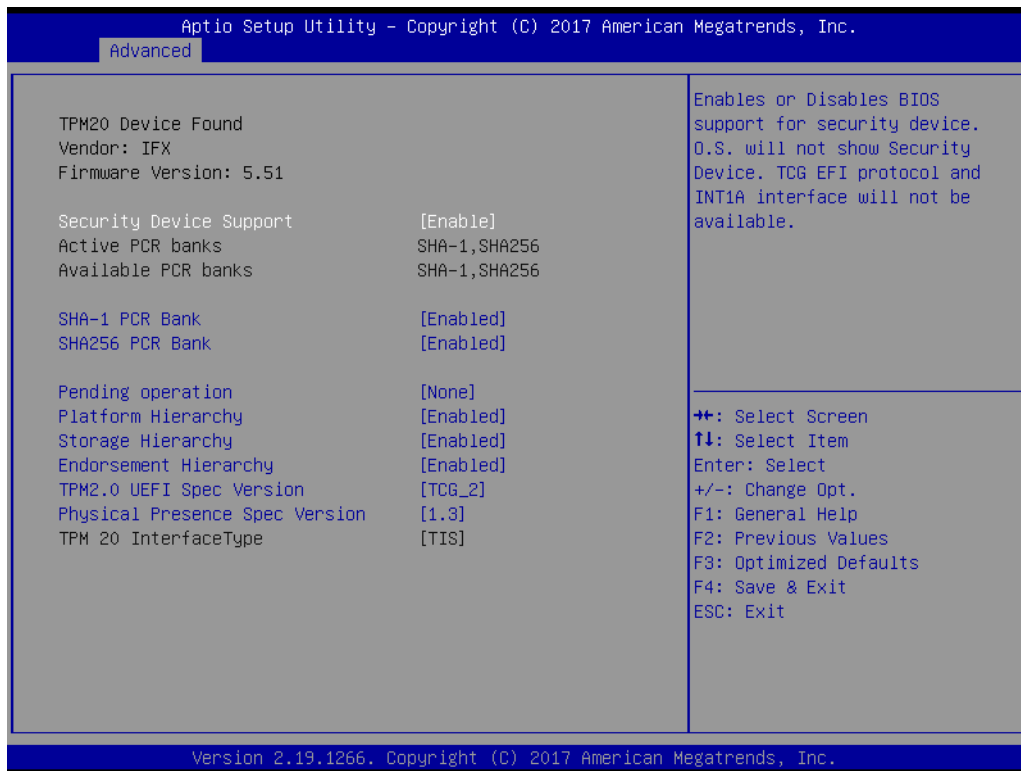 Aptio Setup Utility – Copyright (C) 2017 American Megatrends, Inc.
Advanced
TPM20 Device Found
Vendor: IFX
Firmware Version: 5.51
Security Device Support [Enable]
Active PCR banks SHA-1,SHA256
Available PCR banks SHA-1,SHA256
SHA-1 PCR Bank [Enabled]
SHA256 PCR Bank [Enabled]
Pending operation [None]
Platform Hierarchy [Enabled]
Storage Hierarchy [Enabled]
Endorsement Hierarchy [Enabled]
TPM2.0 UEFI Spec Version [TCG_2]
Physical Presence Spec Version [1.3]
TPM 20 InterfaceType [TIS]
Enables or Disables BIOS
support for security device.
O.S. will not show Security
Device. TCG EFI protocol and
INT1A interface will not be
available.
→←: Select Screen
↑↓: Select Item
Enter: Select
+/-: Change Opt.
F1: General Help
F2: Previous Values
F3: Optimized Defaults
F4: Save & Exit
ESC: Exit
Version 2.19.1266. Copyright (C) 2017 American Megatrends, Inc.